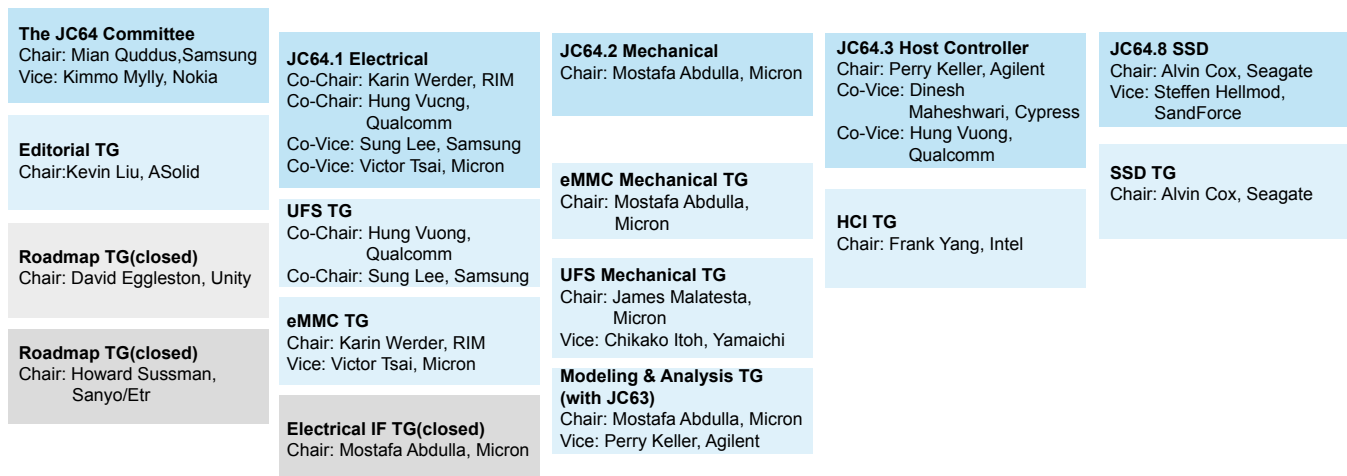 The JC64 Committee
Chair: Mian Quddus,Samsung
Vice: Kimmo Mylly, Nokia
Editorial TG
Chair:Kevin Liu, ASolid
Roadmap TG(closed)
Chair: David Eggleston, Unity
Roadmap TG(closed)
Chair: Howard Sussman,
Sanyo/Etr
JC64.1 Electrical
Co-Chair: Karin Werder, RIM
Co-Chair: Hung Vucng,
Qualcomm
Co-Vice: Sung Lee, Samsung
Co-Vice: Victor Tsai, Micron
UFS TG
Co-Chair: Hung Vuong,
Qualcomm
Co-Chair: Sung Lee, Samsung
eMMC TG
Chair: Karin Werder, RIM
Vice: Victor Tsai, Micron
Electrical IF TG(closed)
Chair: Mostafa Abdulla, Micron
JC64.2 Mechanical
Chair: Mostafa Abdulla, Micron
eMMC Mechanical TG
Chair: Mostafa Abdulla,
Micron
UFS Mechanical TG
Chair: James Malatesta,
Micron
Vice: Chikako Itoh, Yamaichi
Modeling & Analysis TG
(with JC63)
Chair: Mostafa Abdulla, Micron
Vice: Perry Keller, Agilent
JC64.3 Host Controller
Chair: Perry Keller, Agilent
Co-Vice: Dinesh
Maheshwari, Cypress
Co-Vice: Hung Vuong,
Qualcomm
HCI TG
Chair: Frank Yang, Intel
JC64.8 SSD
Chair: Alvin Cox, Seagate
Vice: Steffen Hellmod,
SandForce
SSD TG
Chair: Alvin Cox, Seagate